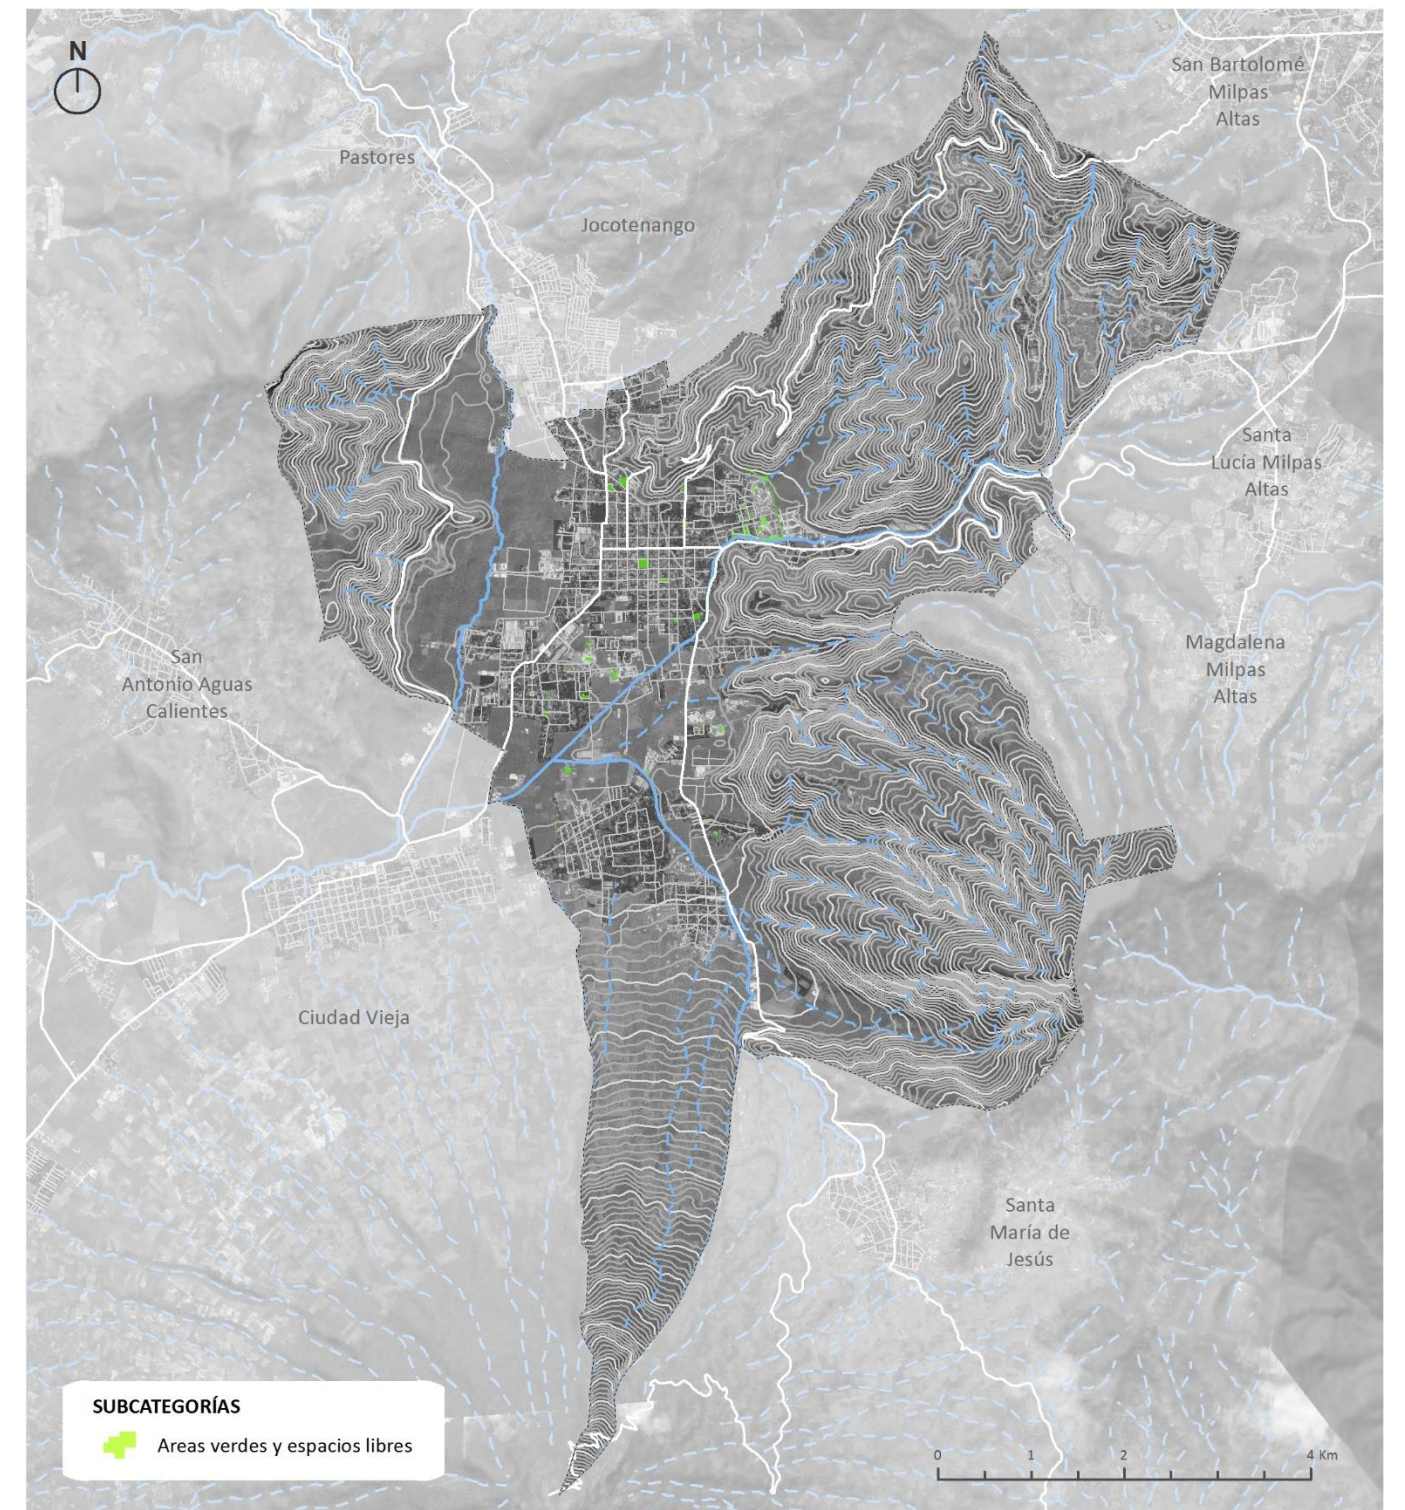 N
San Bartolomé
Milpas
Altas
Pastores
Jocotenango
Santa
Lucía Milpas
Altas
San
Antonio Aguas
Calientes
Magdalena
Milpas
Altas
Ciudad Vieja
Santa
María de
Jesús
SUBCATEGORÍAS
Areas verdes y espacios libres
0 1 2 4 Km